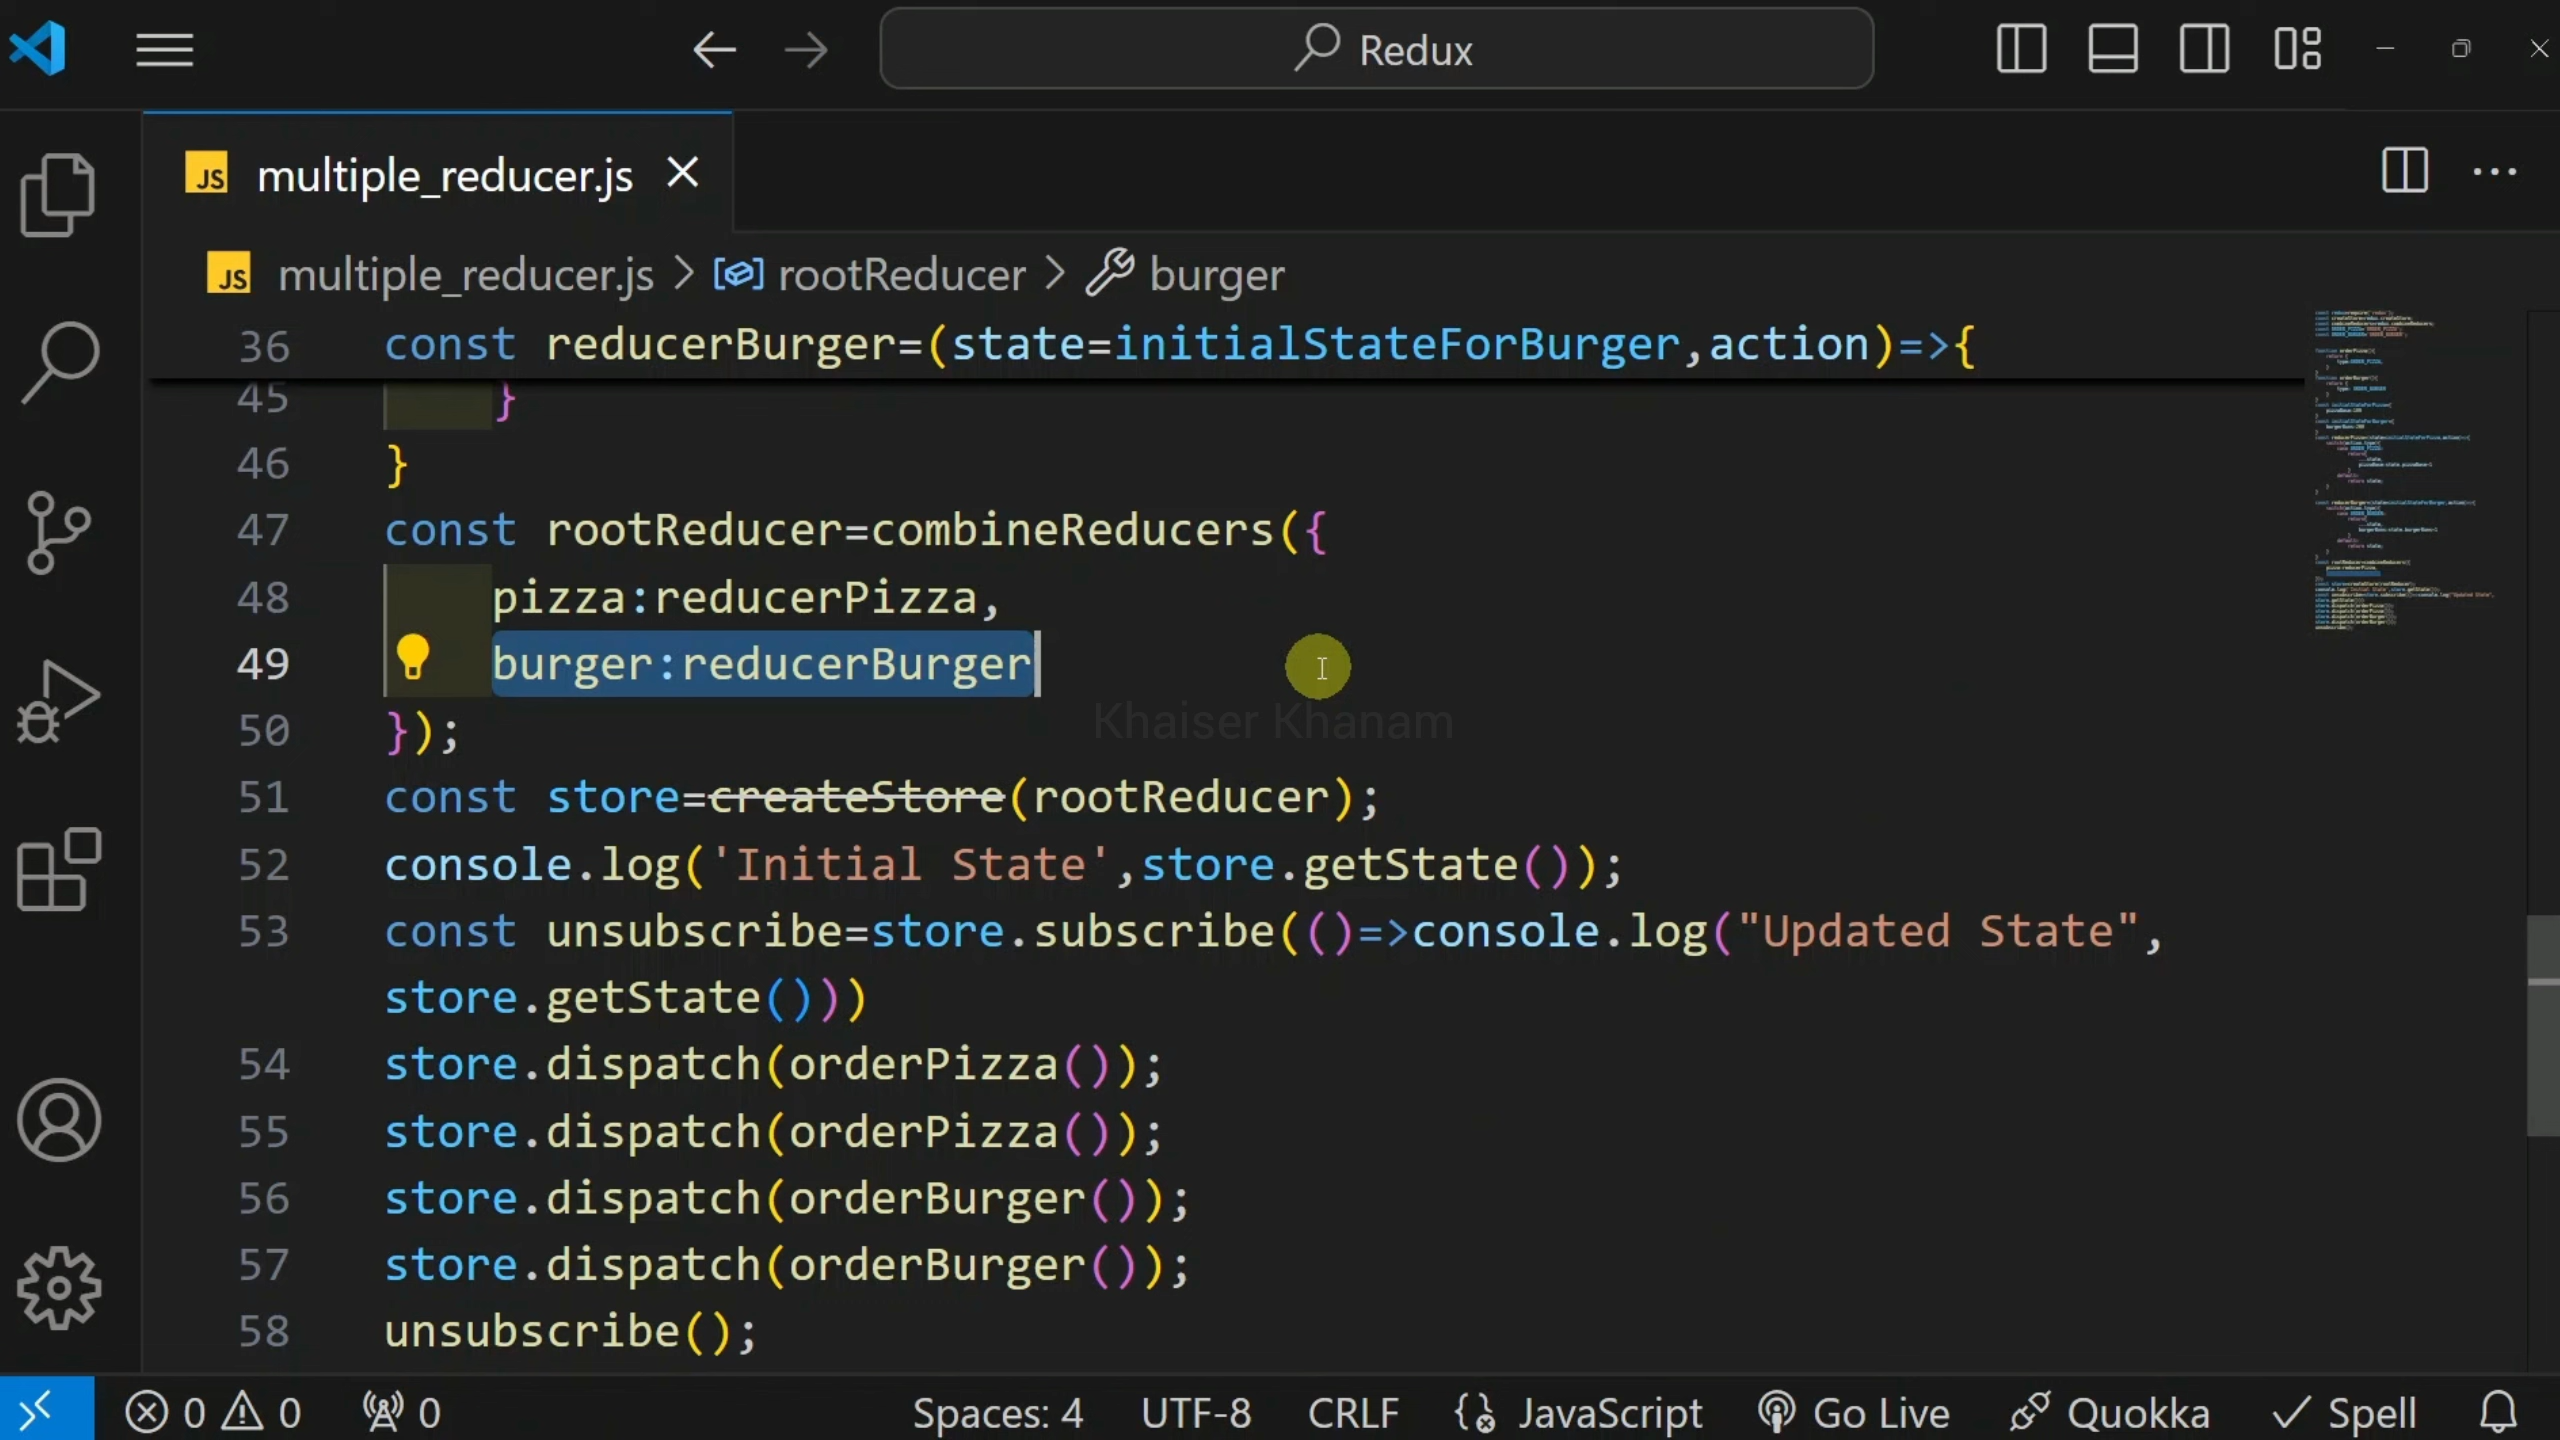 Redux
JS multiple_reducer.js
JS multiple_reducer.js > rootReducer > burger
36 const reducerBurger=(state=initialStateForBurger,action)=>{
45 }
46 }
47 const rootReducer=combineReducers({
48 pizza:reducerPizza,
49 burger:reducerBurger
Khaiser Khanam
50 });
51 const store=createStore(rootReducer);
52 console.log('Initial State',store.getState());
53 const unsubscribe=store.subscribe(()=>console.log("Updated State",
store.getState()))
54 store.dispatch(orderPizza());
55 store.dispatch(orderPizza());
56 store.dispatch(orderBurger());
57 store.dispatch(orderBurger());
58 unsubscribe();
0 0 0 Spaces: 4 UTF-8 CRLF JavaScript Go Live Quokka Spell